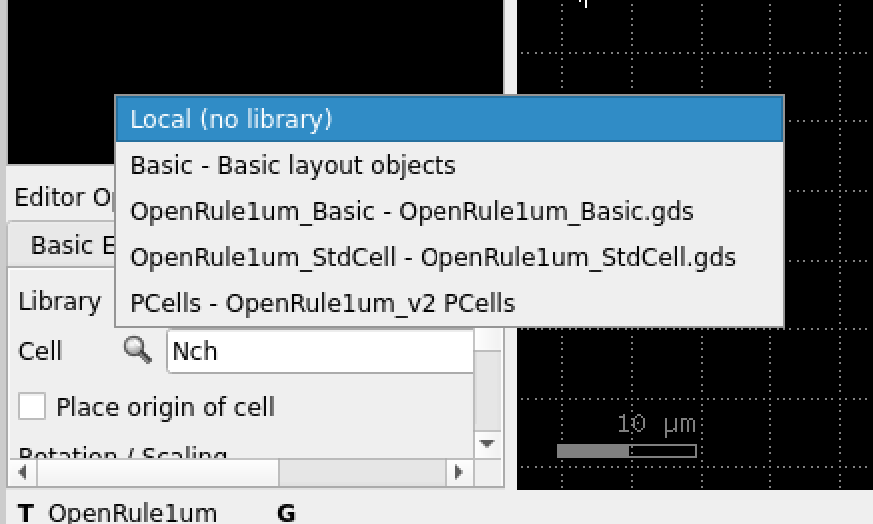 Local (no library)
Basic - Basic layout objects
Editor Op
OpenRule1um_Basic - OpenRule1um_Basic.gds
Basic E
OpenRule1um_StdCell - OpenRule1um_StdCell.gds
Library
PCells - OpenRule1um_v2 PCells
Cell Nch
Place origin of cell
10 µm
Rotation / Scaling
T OpenRule1um G